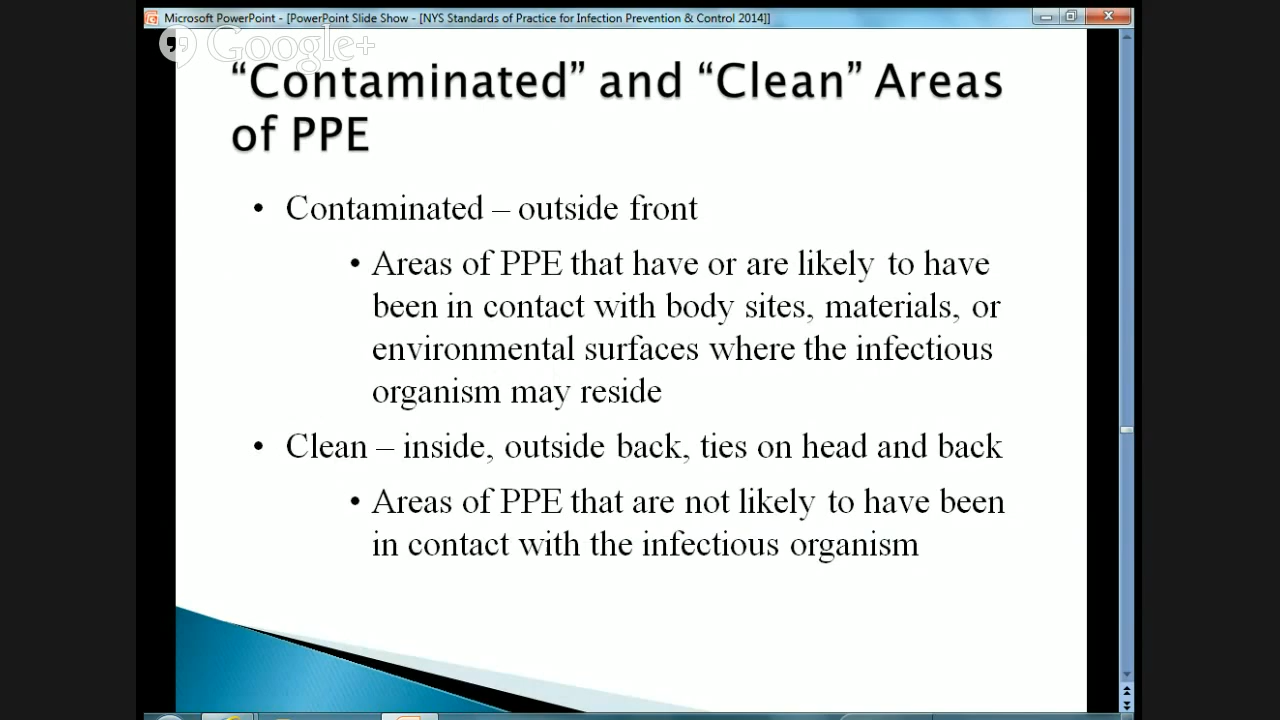 Microsoft PowerPoint - [PowerPoint Slide Show - [NYS Standards of Practice for Infection Prevention & Control 2014]]
Google+
“Contaminated” and “Clean” Areas
of PPE
• Contaminated – outside front
• Areas of PPE that have or are likely to have
been in contact with body sites, materials, or
environmental surfaces where the infectious
organism may reside
• Clean – inside, outside back, ties on head and back
• Areas of PPE that are not likely to have been
in contact with the infectious organism